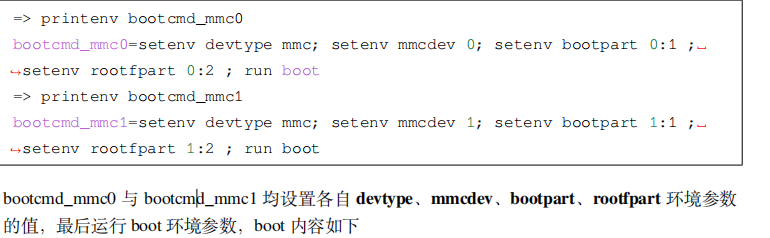 => printenv bootcmd_mmc0
bootcmd_mmc0=setenv devtype mmc; setenv mmcdev 0; setenv bootpart 0:1 ;␣
↪setenv rootfpart 0:2 ; run boot
=> printenv bootcmd_mmc1
bootcmd_mmc1=setenv devtype mmc; setenv mmcdev 1; setenv bootpart 1:1 ;␣
↪setenv rootfpart 1:2 ; run boot
bootcmd_mmc0 与 bootcmd_mmc1 均设置各自 devtype、mmcdev、bootpart、rootfpart 环境参数
的值，最后运行 boot 环境参数，boot 内容如下